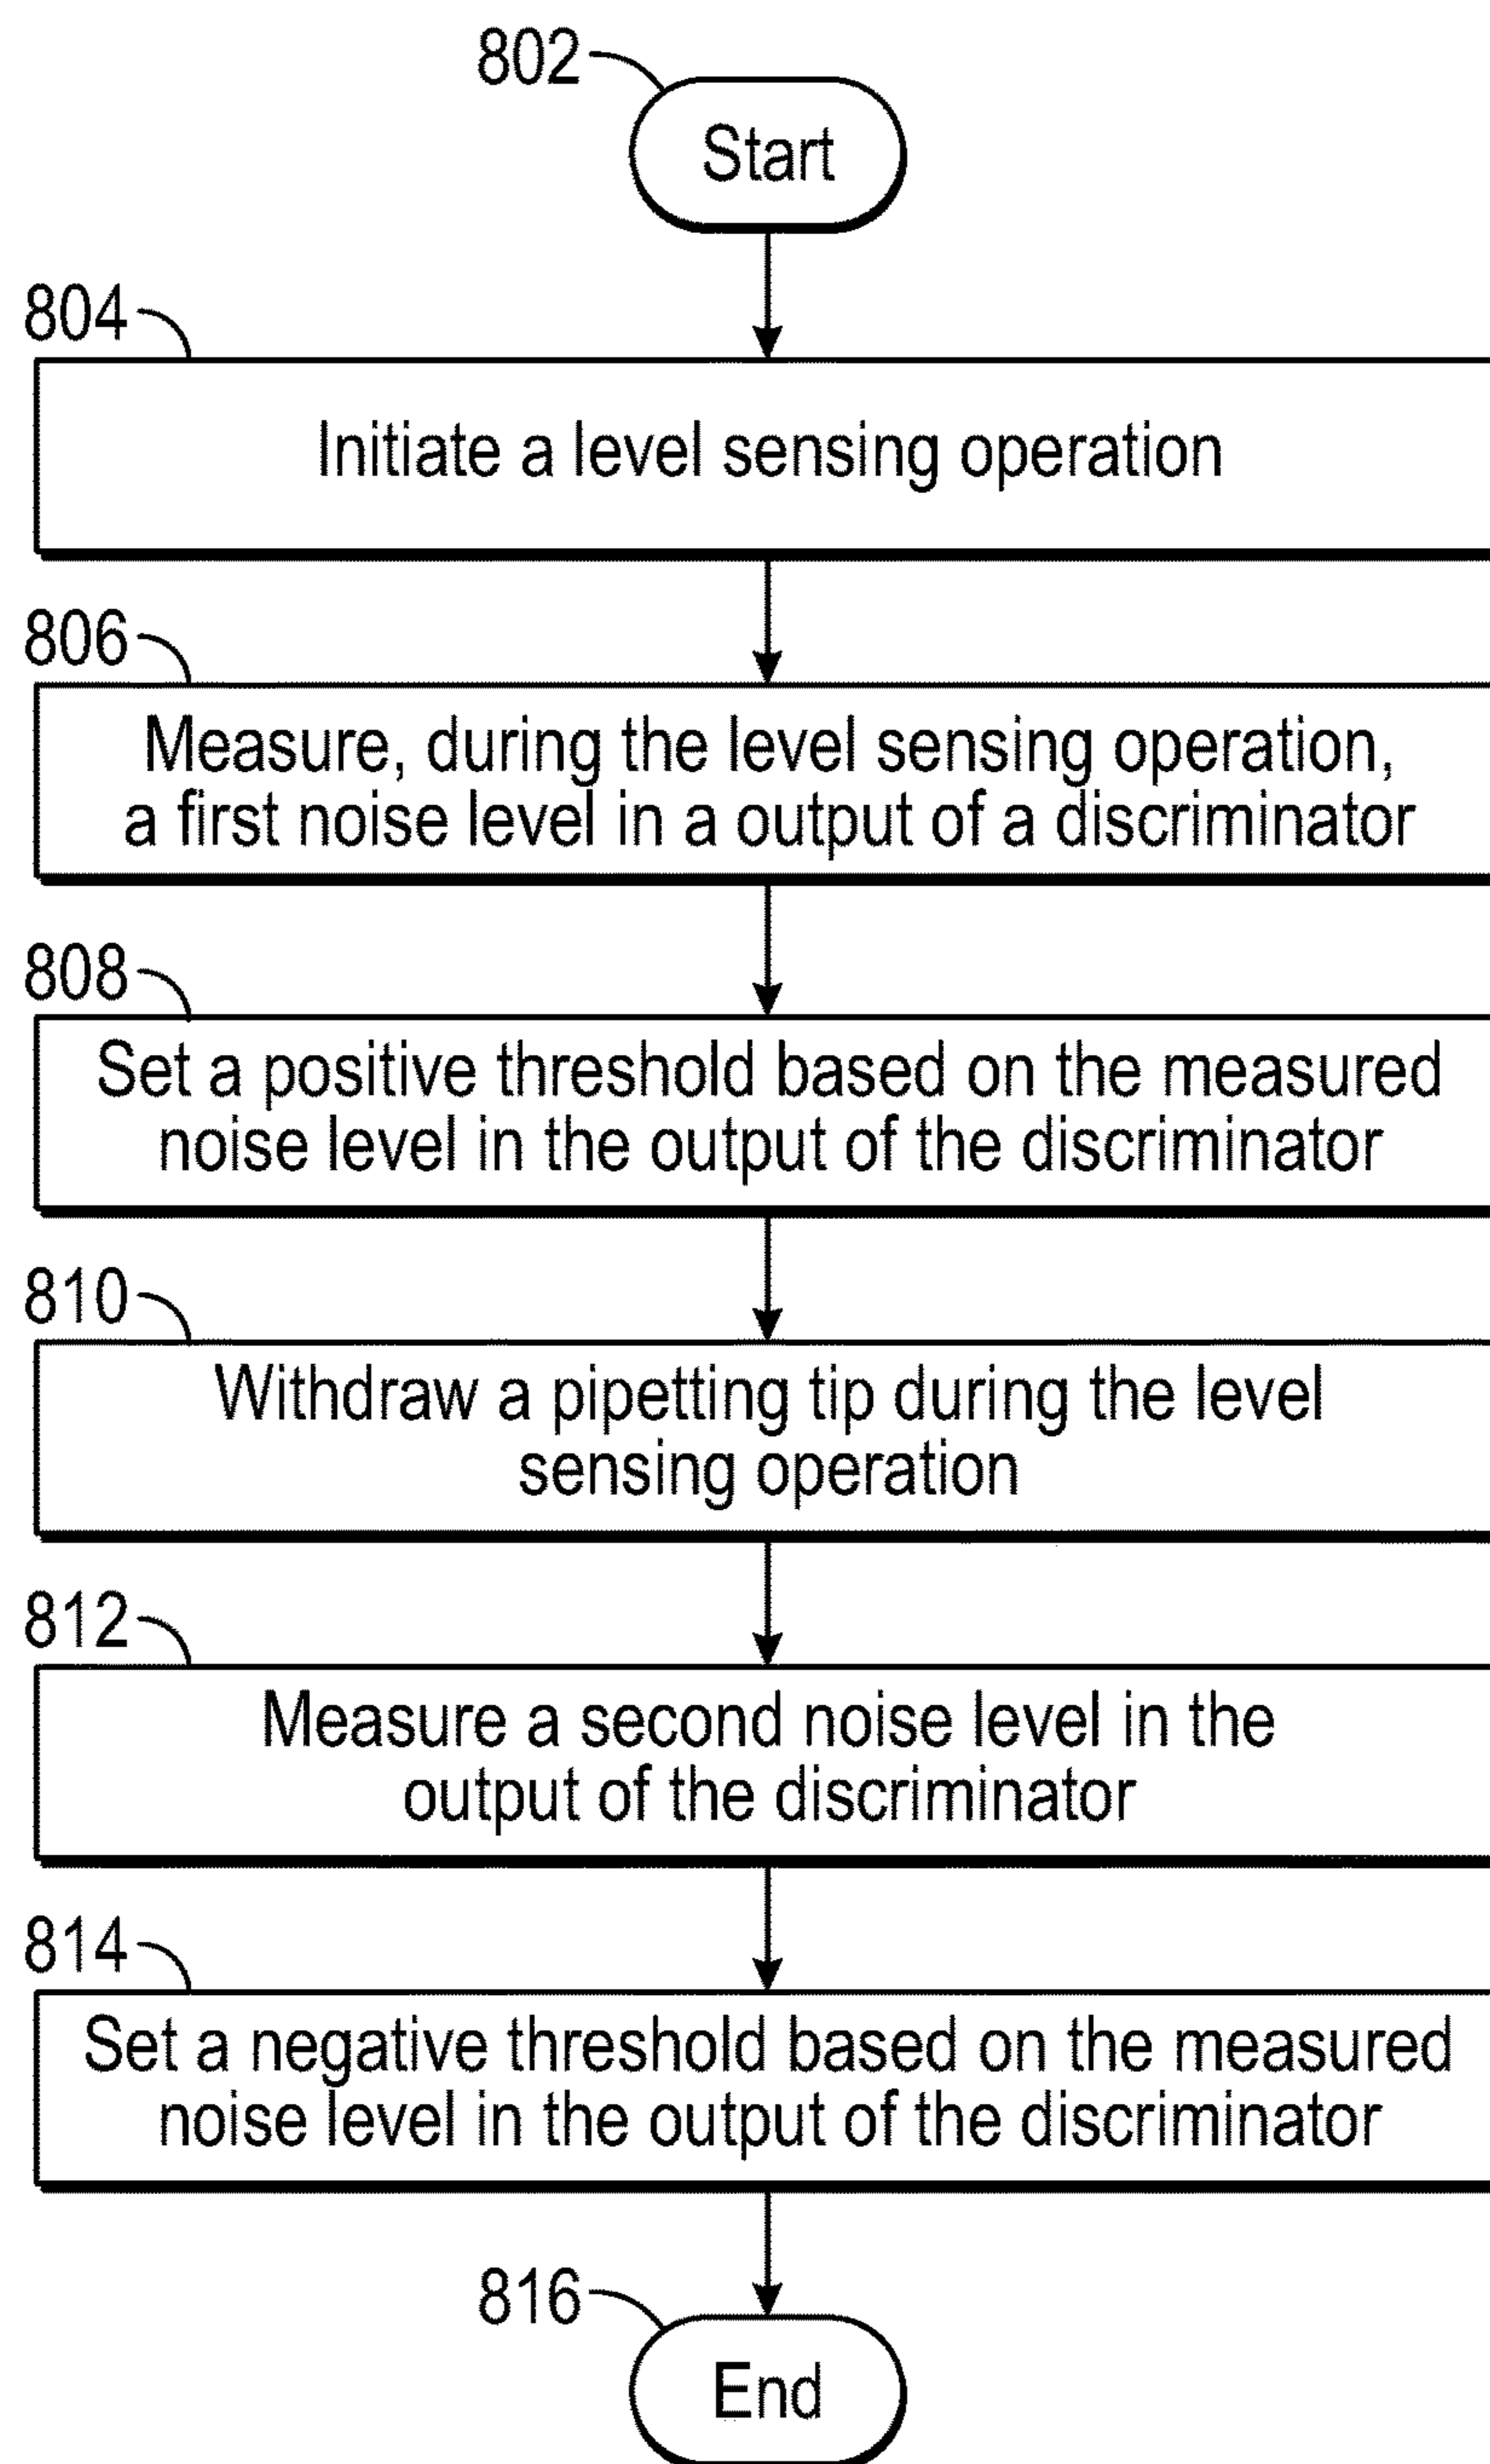 802
Start
804
Initiate a level sensing operation
806
Measure, during the level sensing operation,
a first noise level in a output of a discriminator
808
Set a positive threshold based on the measured
noise level in the output of the discriminator
810
Withdraw a pipetting tip during the level
sensing operation
812
Measure a second noise level in the
output of the discriminator
814
Set a negative threshold based on the measured
noise level in the output of the discriminator
816
End